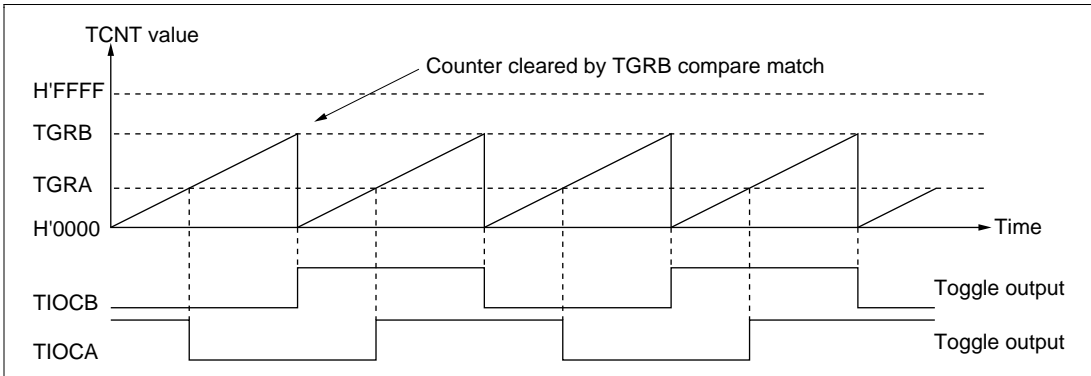 TCNT value
Counter cleared by TGRB compare match
H'FFFF
TGRB
TGRA
H'0000
Time
TIOCB
Toggle output
TIOCA
Toggle output